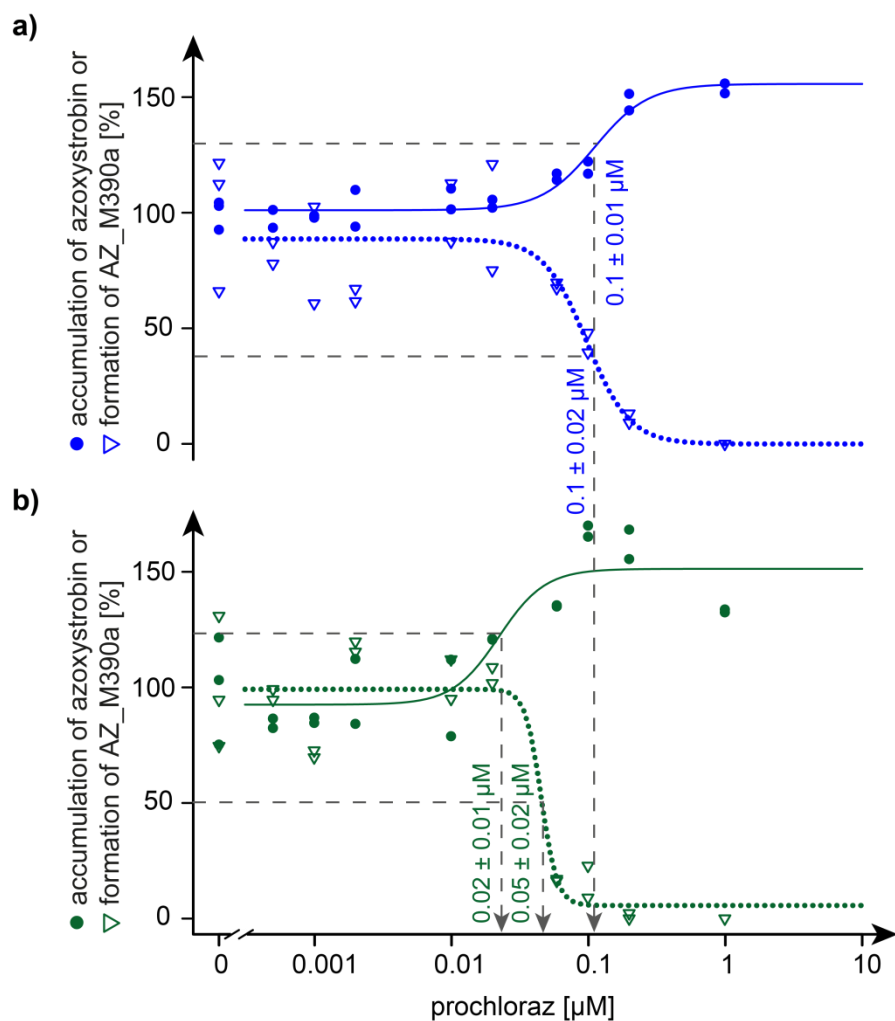 a)
● accumulation of azoxystrobin or
▽ formation of AZ_M390a [%]
150
100
50
0
0.1 ± 0.01 µM
0.1 ± 0.02 µM
b)
● accumulation of azoxystrobin or
▽ formation of AZ_M390a [%]
150
100
50
0
0.02 ± 0.01 µM
0.05 ± 0.02 µM
0 0.001 0.01 0.1 1 10
prochloraz [µM]